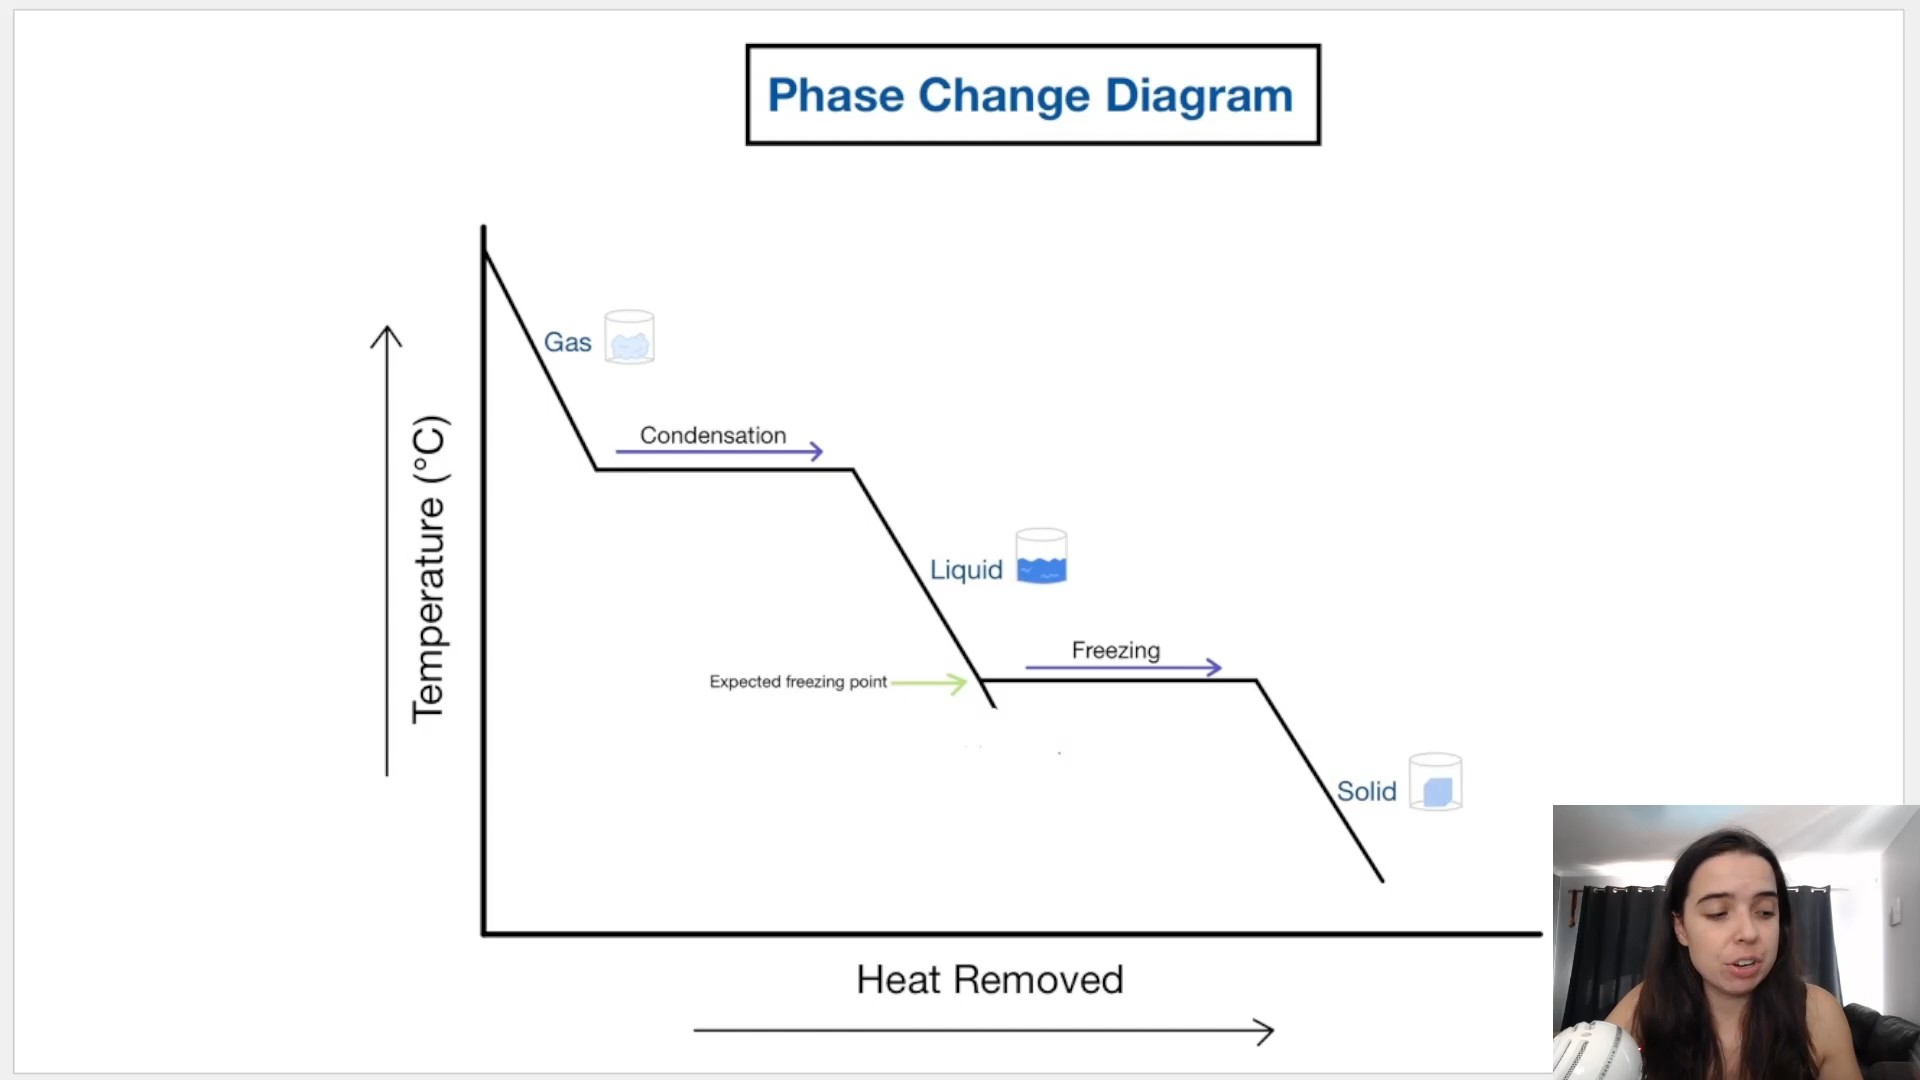 Phase Change Diagram
Gas
Condensation
Temperature (°C)
Liquid
Freezing
Expected freezing point
Solid
Heat Removed